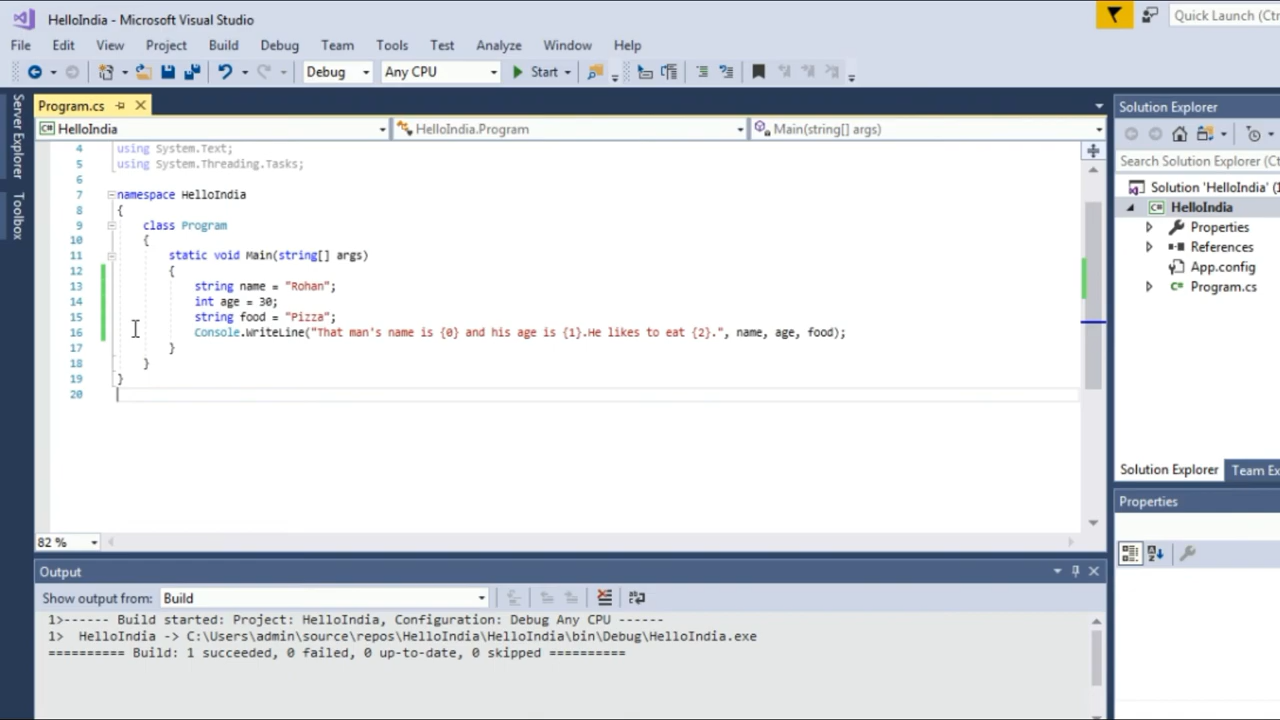 HelloIndia - Microsoft Visual Studio
Quick Launch (Ctr
File Edit View Project Build Debug Team Tools Test Analyze Window Help
Debug Any CPU Start
Server Explorer
Toolbox
Program.cs
HelloIndia HelloIndia.Program Main(string[] args)
4 using System.Text;
5 using System.Threading.Tasks;
6
7 namespace HelloIndia
8 {
9 class Program
10 {
11 static void Main(string[] args)
12 {
13 string name = "Rohan";
14 int age = 30;
15 string food = "Pizza";
16 Console.WriteLine("That man's name is {0} and his age is {1}.He likes to eat {2}.", name, age, food);
17 }
18 }
19 }
20
82 %
Solution Explorer
Search Solution Explorer (Ct
Solution 'HelloIndia' (1
HelloIndia
Properties
References
App.config
Program.cs
Solution Explorer Team Ex
Properties
Output
Show output from: Build
1>------ Build started: Project: HelloIndia, Configuration: Debug Any CPU ------
1>  HelloIndia -> C:\Users\admin\source\repos\HelloIndia\HelloIndia\bin\Debug\HelloIndia.exe
========== Build: 1 succeeded, 0 failed, 0 up-to-date, 0 skipped ==========